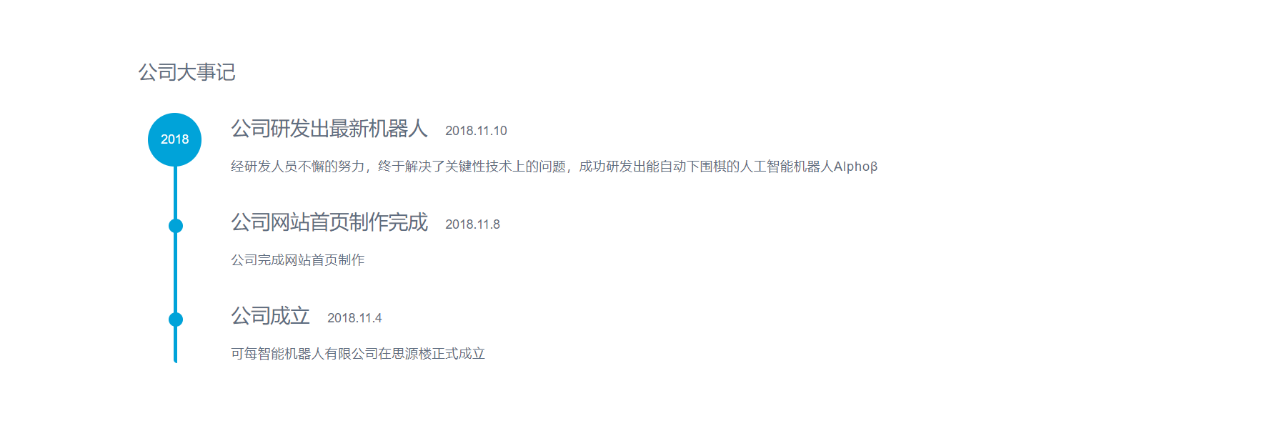 公司大事记
2018
公司研发出最新机器人 2018.11.10
经研发人员不懈的努力，终于解决了关键性技术上的问题，成功研发出能自动下围棋的人工智能机器人Alphoβ
公司网站首页制作完成 2018.11.8
公司完成网站首页制作
公司成立 2018.11.4
可每智能机器人有限公司在思源楼正式成立